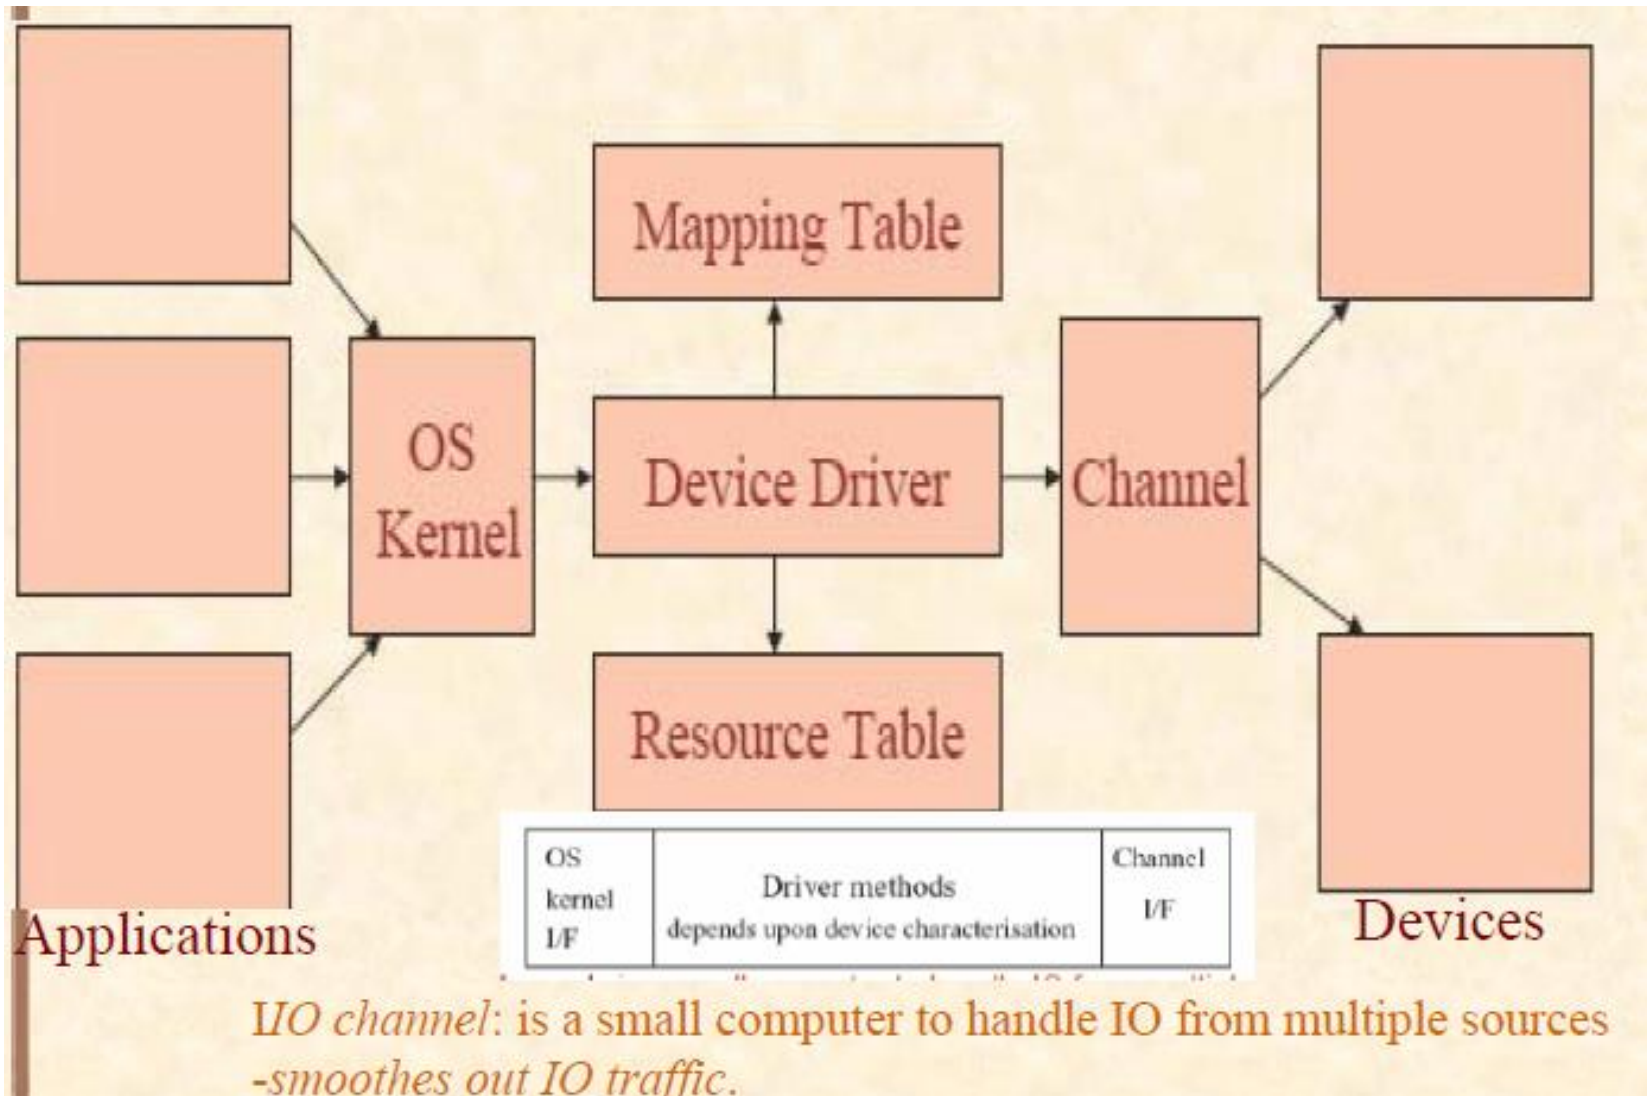 Mapping Table
OS
Kernel
Device Driver
Channel
Resource Table
OS
kernel
I/F
Driver methods
depends upon device characterisation
Channel
I/F
Applications
Devices
I/IO channel: is a small computer to handle IO from multiple sources
-smoothes out IO traffic.